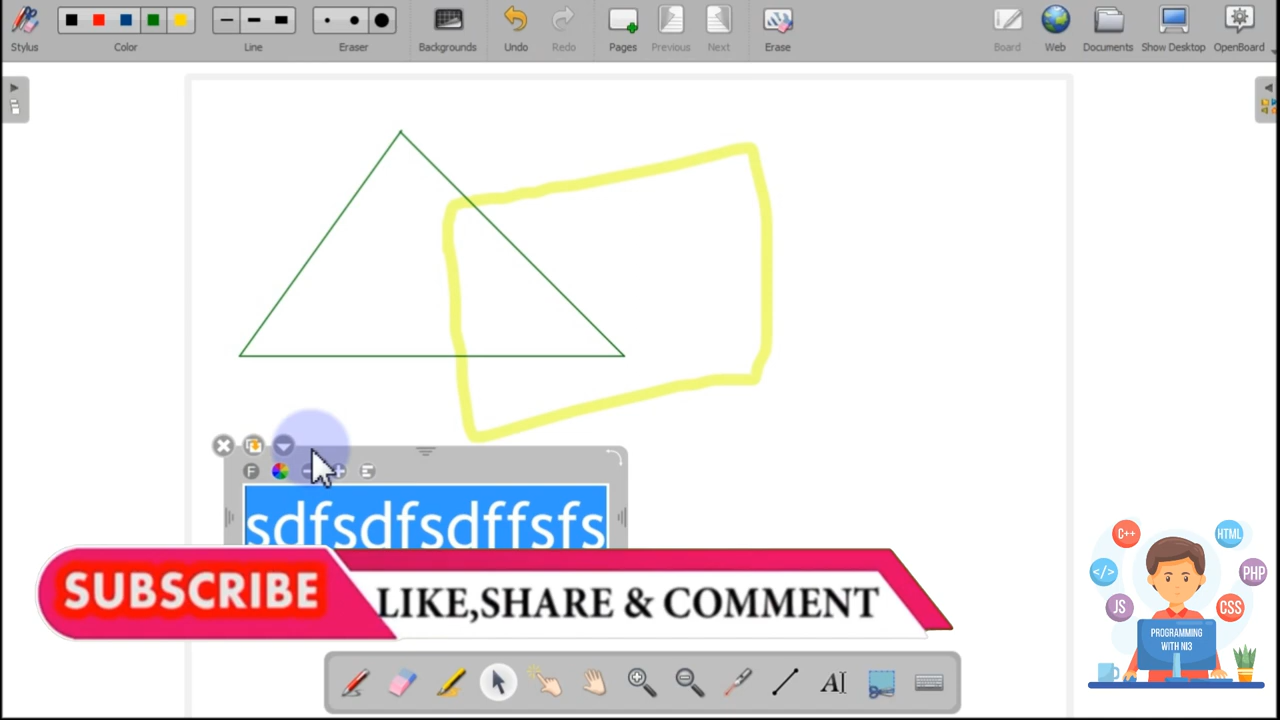 Stylus
Color
Line
Eraser
Backgrounds
Undo
Redo
Pages
Previous
Next
Erase
Board
Web
Documents
Show Desktop
OpenBoard
F
sdfsdfsdffsfs
SUBSCRIBE
LIKE,SHARE & COMMENT
AI
C++
HTML
</>
PHP
JS
CSS
PROGRAMMING
WITH NI3